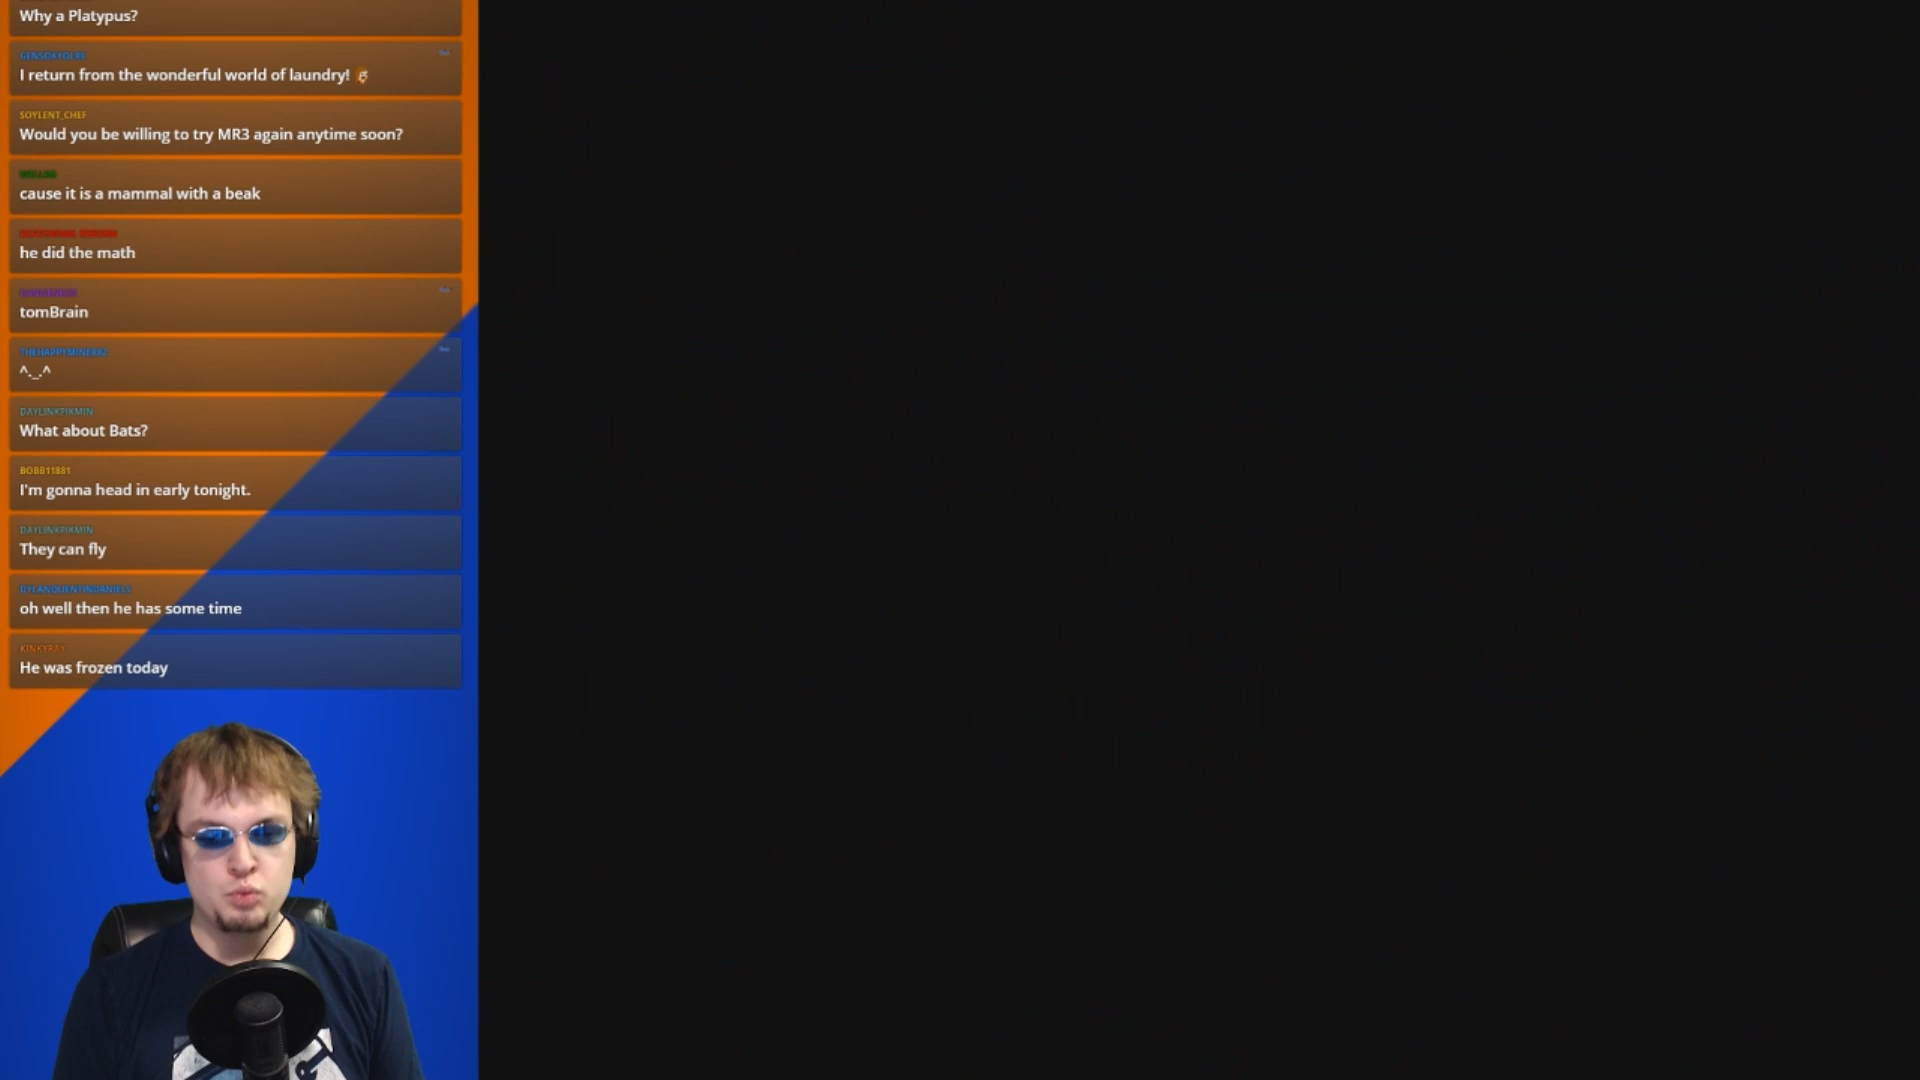 Why a Platypus?
I return from the wonderful world of laundry!
SOYLENT_CHEF
Would you be willing to try MR3 again anytime soon?
cause it is a mammal with a beak
he did the math
tomBrain
^._.^
DAYLINKPIKMIN
What about Bats?
BOBB11881
I'm gonna head in early tonight.
DAYLINKPIKMIN
They can fly
DYLANQUENTINDANIELS
oh well then he has some time
KINKYRAY
He was frozen today